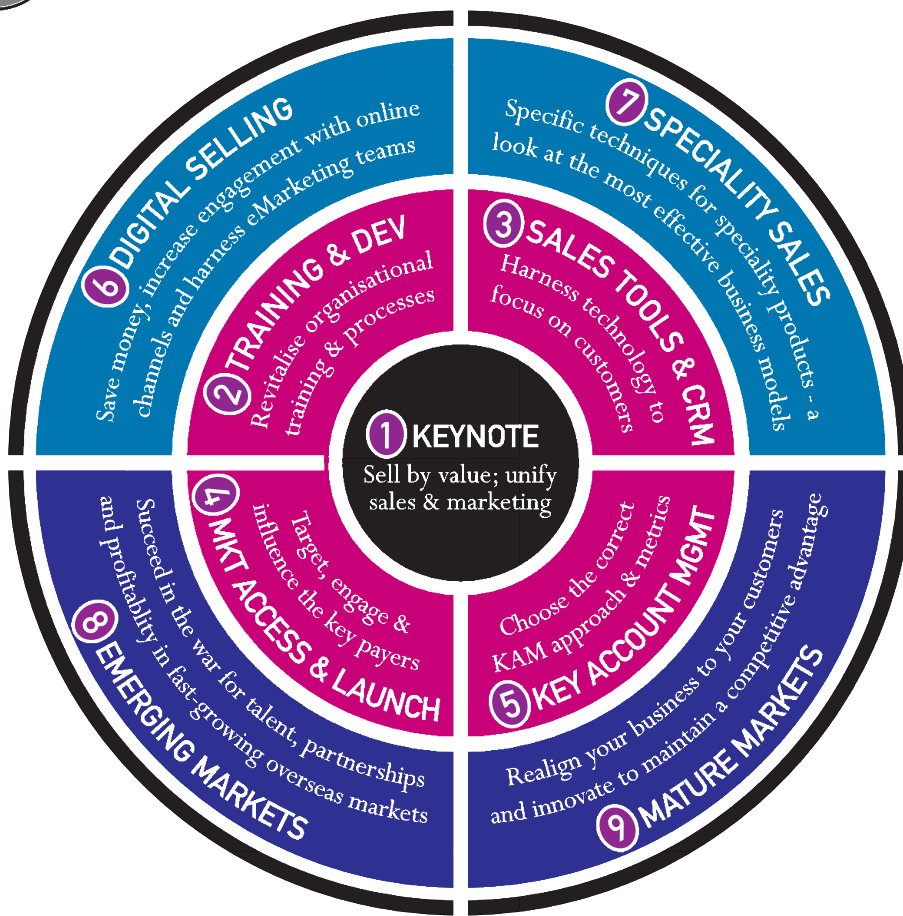 1 KEYNOTE
Sell by value; unify
sales & marketing
2 TRAINING & DEV
Revitalise organisational
training & processes
3 SALES TOOLS & CRM
Harness technology to
focus on customers
4 MKT ACCESS & LAUNCH
Target, engage &
influence the key payers
5 KEY ACCOUNT MGMT
Choose the correct
KAM approach & metrics
6 DIGITAL SELLING
Save money, increase engagement with online
channels and harness eMarketing teams
7 SPECIALITY SALES
Specific techniques for speciality products - a
look at the most effective business models
8 EMERGING MARKETS
Succeed in the war for talent, partnerships
and profitablity in fast-growing overseas markets
9 MATURE MARKETS
Realign your business to your customers
and innovate to maintain a competitive advantage